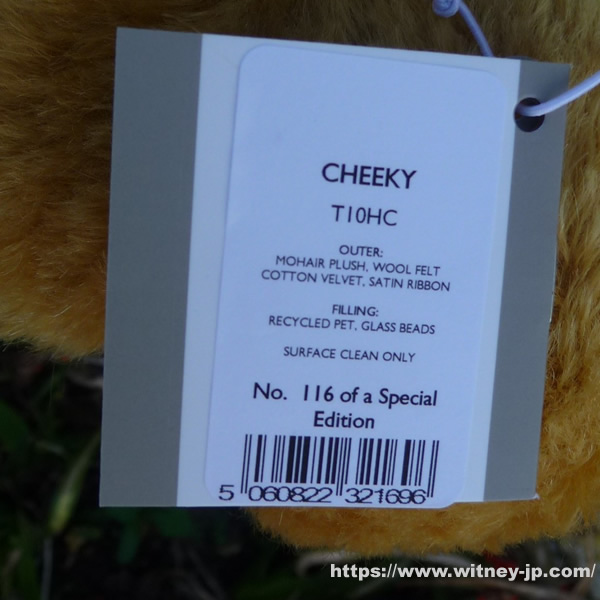 CHEEKY
T10HC
OUTER:
MOHAIR PLUSH, WOOL FELT
COTTON VELVET, SATIN RIBBON
FILLING:
RECYCLED PET, GLASS BEADS
SURFACE CLEAN ONLY
No. 116 of a Special
Edition
5 060822 321696
https://www.witney-jp.com/